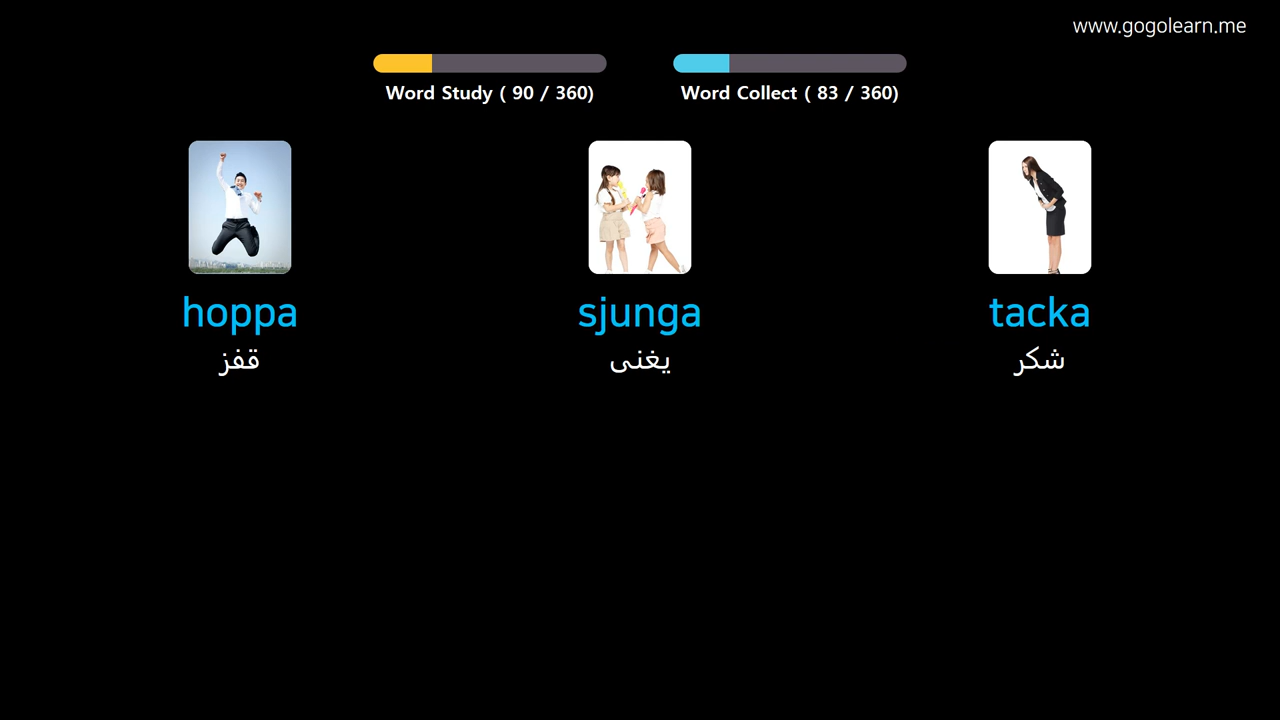 www.gogolearn.me
Word Study ( 90 / 360)
Word Collect ( 83 / 360)
hoppa
sjunga
tacka
قفز
يغنى
شكر